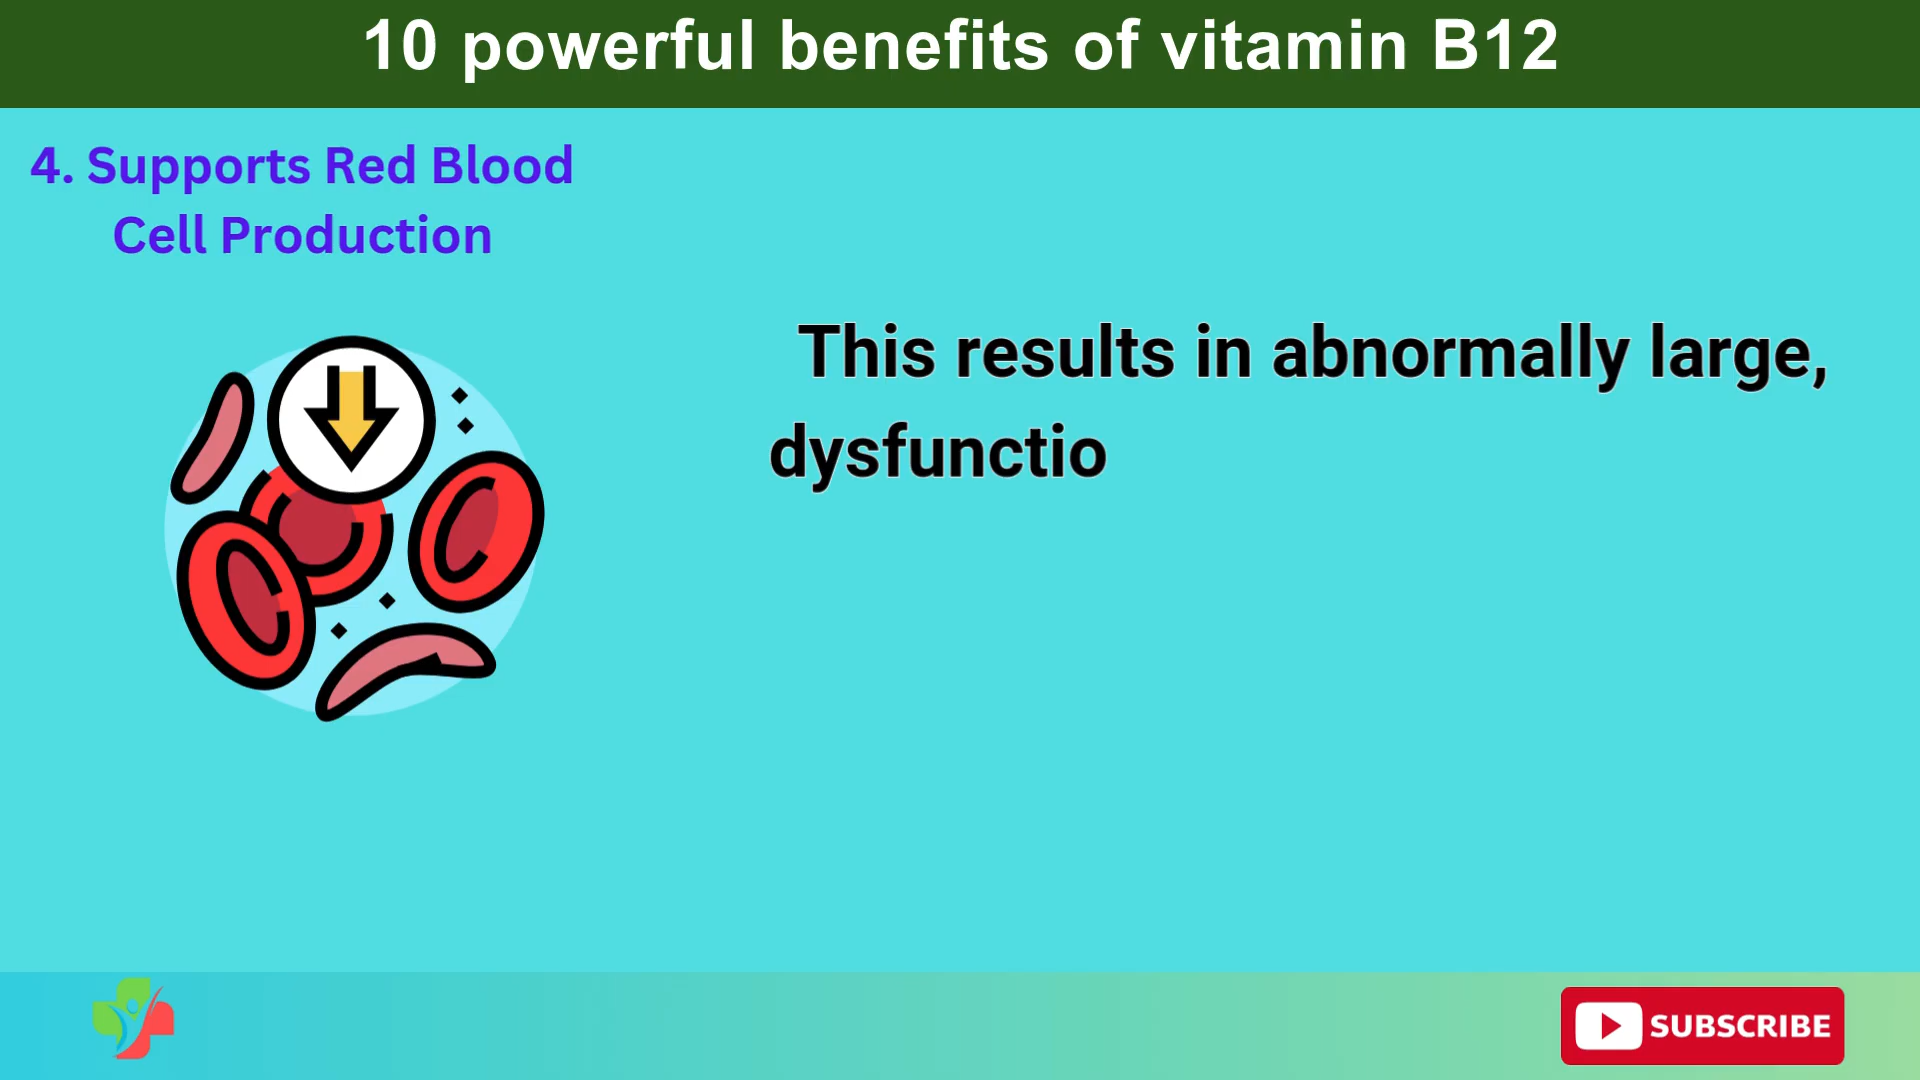 10 powerful benefits of vitamin B12
4. Supports Red Blood
Cell Production
This results in abnormally large,
dysfunctio
SUBSCRIBE